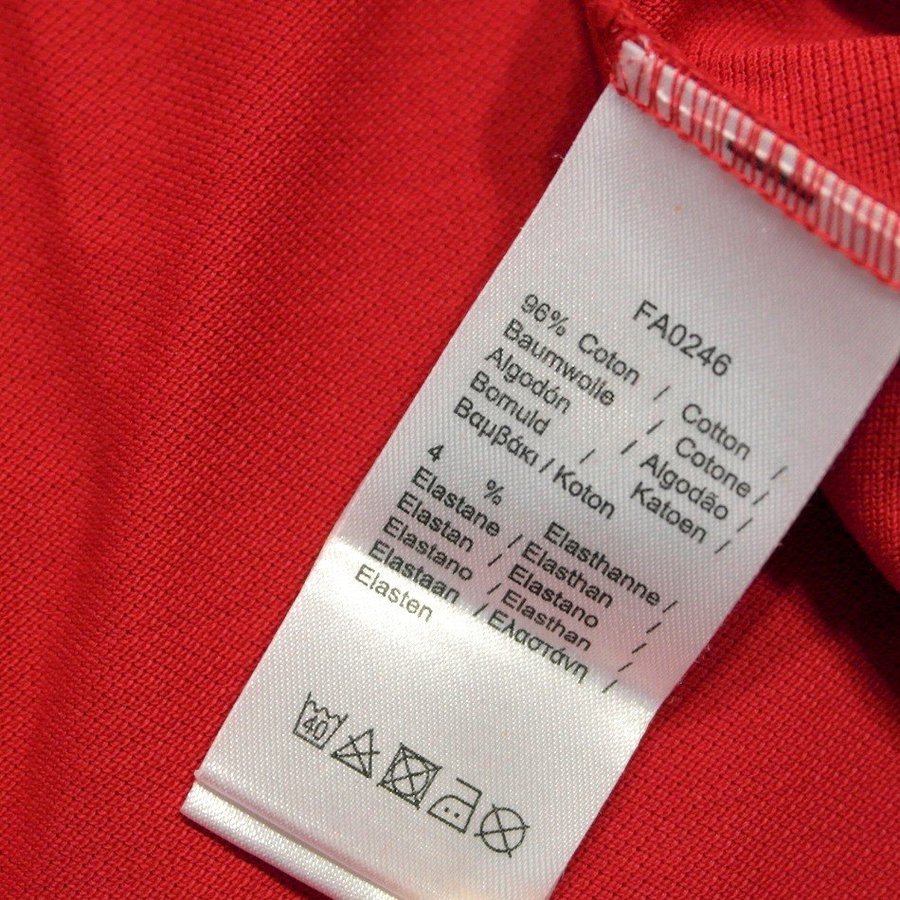 FA0246
96% Coton / Cotton /
Baumwolle / Cotone /
Algodón / Algodão /
Bomuld / Katoen /
Βαμβάκι / Koton
4 % Elasthanne /
Elastane / Elasthan /
Elastan / Elastano /
Elastano / Elasthan /
Elastaan / Ελαστάνη /
Elasten
40